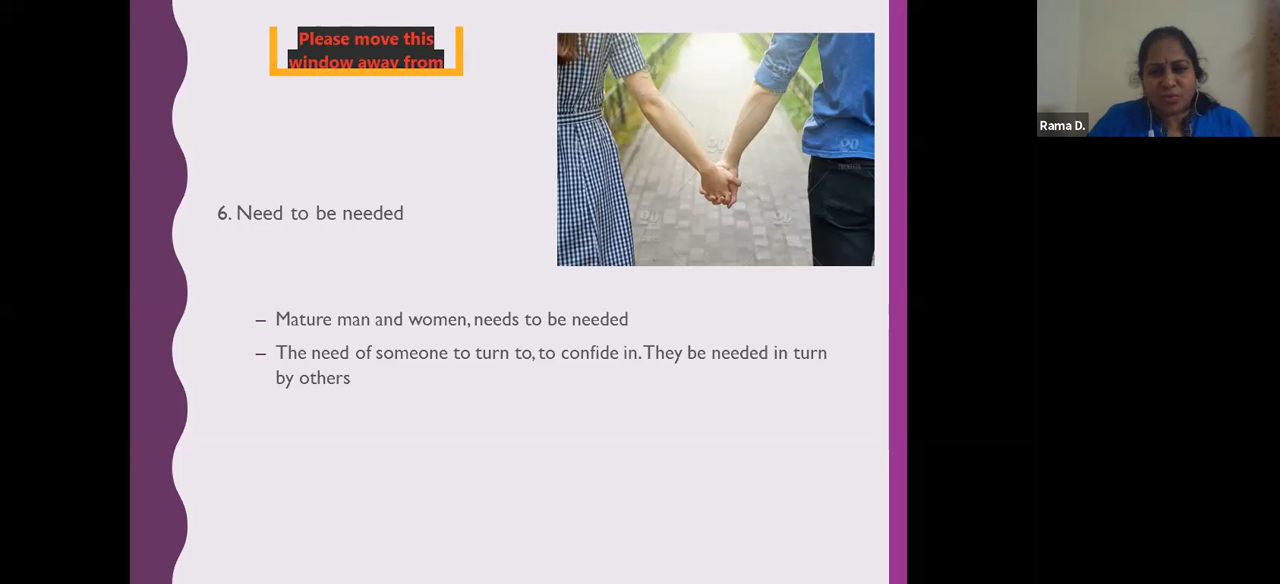 Please move this
window away from
6. Need to be needed
– Mature man and women, needs to be needed
– The need of someone to turn to, to confide in. They be needed in turn
by others
Rama D.